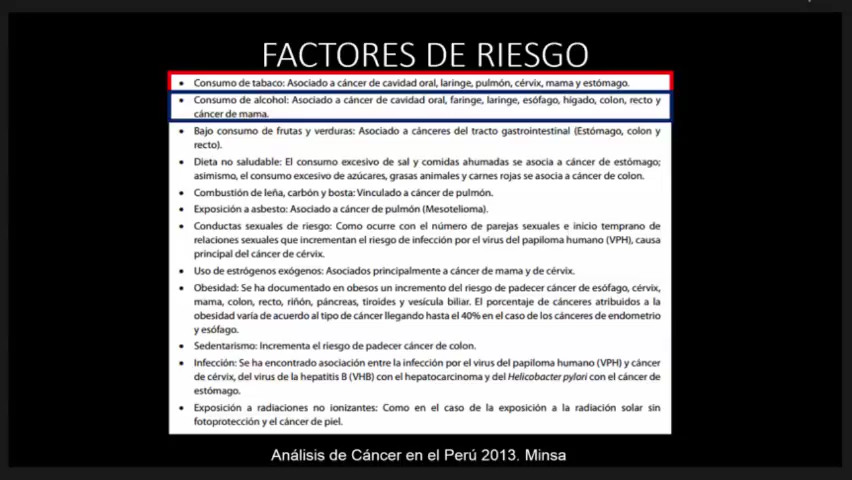 FACTORES DE RIESGO
• Consumo de tabaco: Asociado a cáncer de cavidad oral, laringe, pulmón, cérvix, mama y estómago.
• Consumo de alcohol: Asociado a cáncer de cavidad oral, faringe, laringe, esófago, hígado, colon, recto y
cáncer de mama.
• Bajo consumo de frutas y verduras: Asociado a cánceres del tracto gastrointestinal (Estómago, colon y
recto).
• Dieta no saludable: El consumo excesivo de sal y comidas ahumadas se asocia a cáncer de estómago;
asimismo, el consumo excesivo de azúcares, grasas animales y carnes rojas se asocia a cáncer de colon.
• Combustión de leña, carbón y bosta: Vinculado a cáncer de pulmón.
• Exposición a asbesto: Asociado a cáncer de pulmón (Mesotelioma).
• Conductas sexuales de riesgo: Como ocurre con el número de parejas sexuales e inicio temprano de
relaciones sexuales que incrementan el riesgo de infección por el virus del papiloma humano (VPH), causa
principal del cáncer de cérvix.
• Uso de estrógenos exógenos: Asociados principalmente a cáncer de mama y de cérvix.
• Obesidad: Se ha documentado en obesos un incremento del riesgo de padecer cáncer de esófago, cérvix,
mama, colon, recto, riñón, páncreas, tiroides y vesícula biliar. El porcentaje de cánceres atribuidos a la
obesidad varía de acuerdo al tipo de cáncer llegando hasta el 40% en el caso de los cánceres de endometrio
y esófago.
• Sedentarismo: Incrementa el riesgo de padecer cáncer de colon.
• Infección: Se ha encontrado asociación entre la infección por el virus del papiloma humano (VPH) y cáncer
de cérvix, del virus de la hepatitis B (VHB) con el hepatocarcinoma y del Helicobacter pylori con el cáncer de
estómago.
• Exposición a radiaciones no ionizantes: Como en el caso de la exposición a la radiación solar sin
fotoprotección y el cáncer de piel.
Análisis de Cáncer en el Perú 2013. Minsa